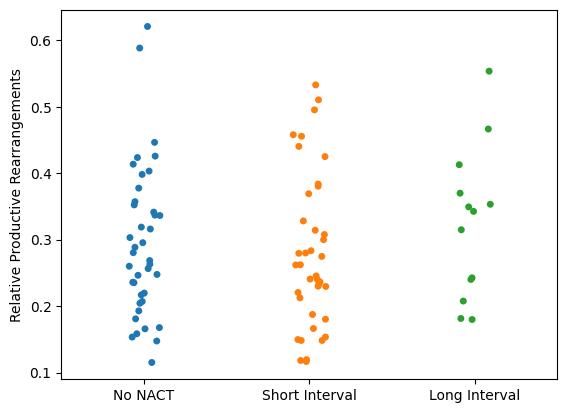 Relative Productive Rearrangements
0.6
0.5
0.4
0.3
0.2
0.1
No NACT
Short Interval
Long Interval